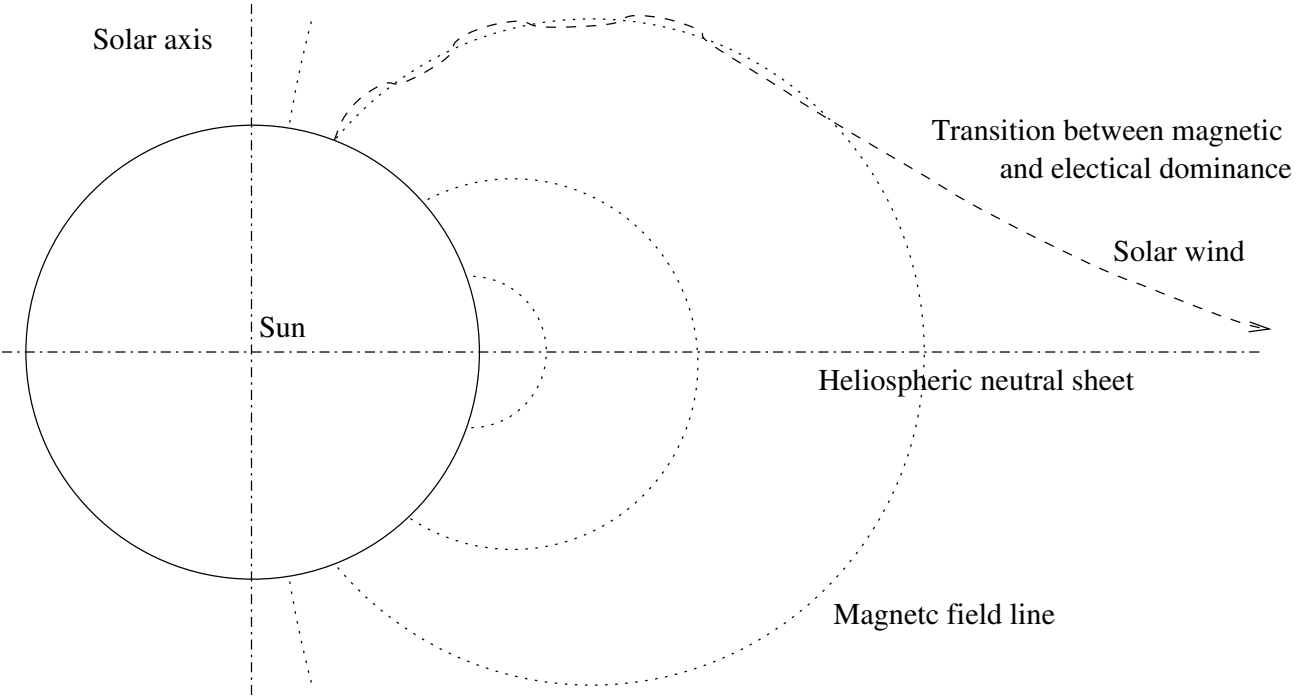 Solar axis
Transition between magnetic
and electical dominance
Solar wind
Sun
Heliospheric neutral sheet
Magnetc field line